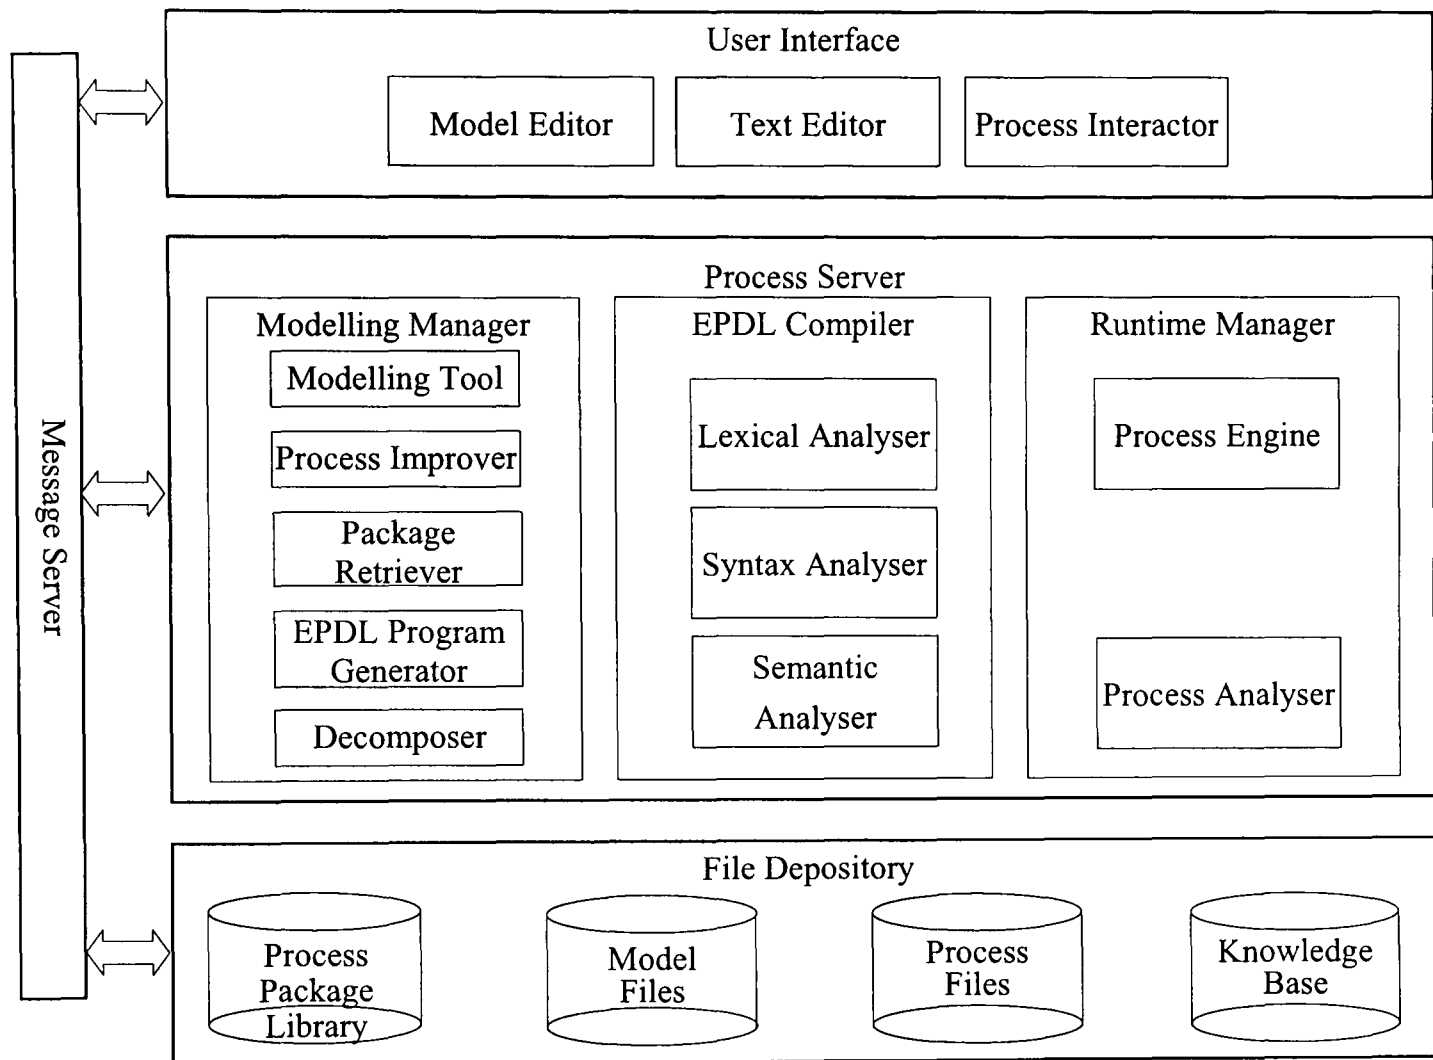 User Interface
Model Editor
Text Editor
Process Interactor
Message Server
Process Server
Modelling Manager
Modelling Tool
Process Improver
Package
Retriever
EPDL Program
Generator
Decomposer
EPDL Compiler
Lexical Analyser
Syntax Analyser
Semantic
Analyser
Runtime Manager
Process Engine
Process Analyser
File Depository
Process
Package
Library
Model
Files
Process
Files
Knowledge
Base